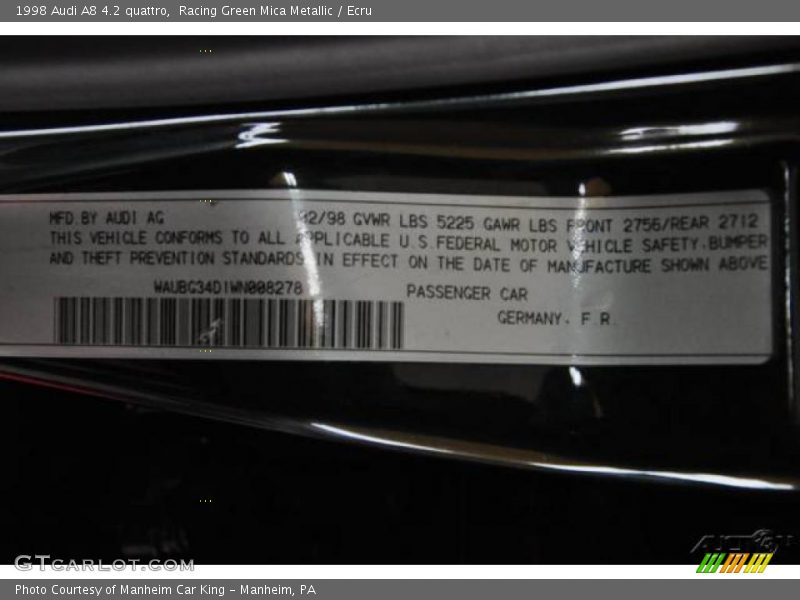 1998 Audi A8 4.2 quattro, Racing Green Mica Metallic / Ecru
MFD.BY AUDI AG 02/98 GVWR LBS 5225 GAWR LBS FRONT 2756/REAR 2712
THIS VEHICLE CONFORMS TO ALL APPLICABLE U.S.FEDERAL MOTOR VEHICLE SAFETY.BUMPER
AND THEFT PREVENTION STANDARDS IN EFFECT ON THE DATE OF MANUFACTURE SHOWN ABOVE
WAUBG34D1WN008278 PASSENGER CAR
GERMANY. F.R.
GTCARLOT.COM
Photo Courtesy of Manheim Car King - Manheim, PA